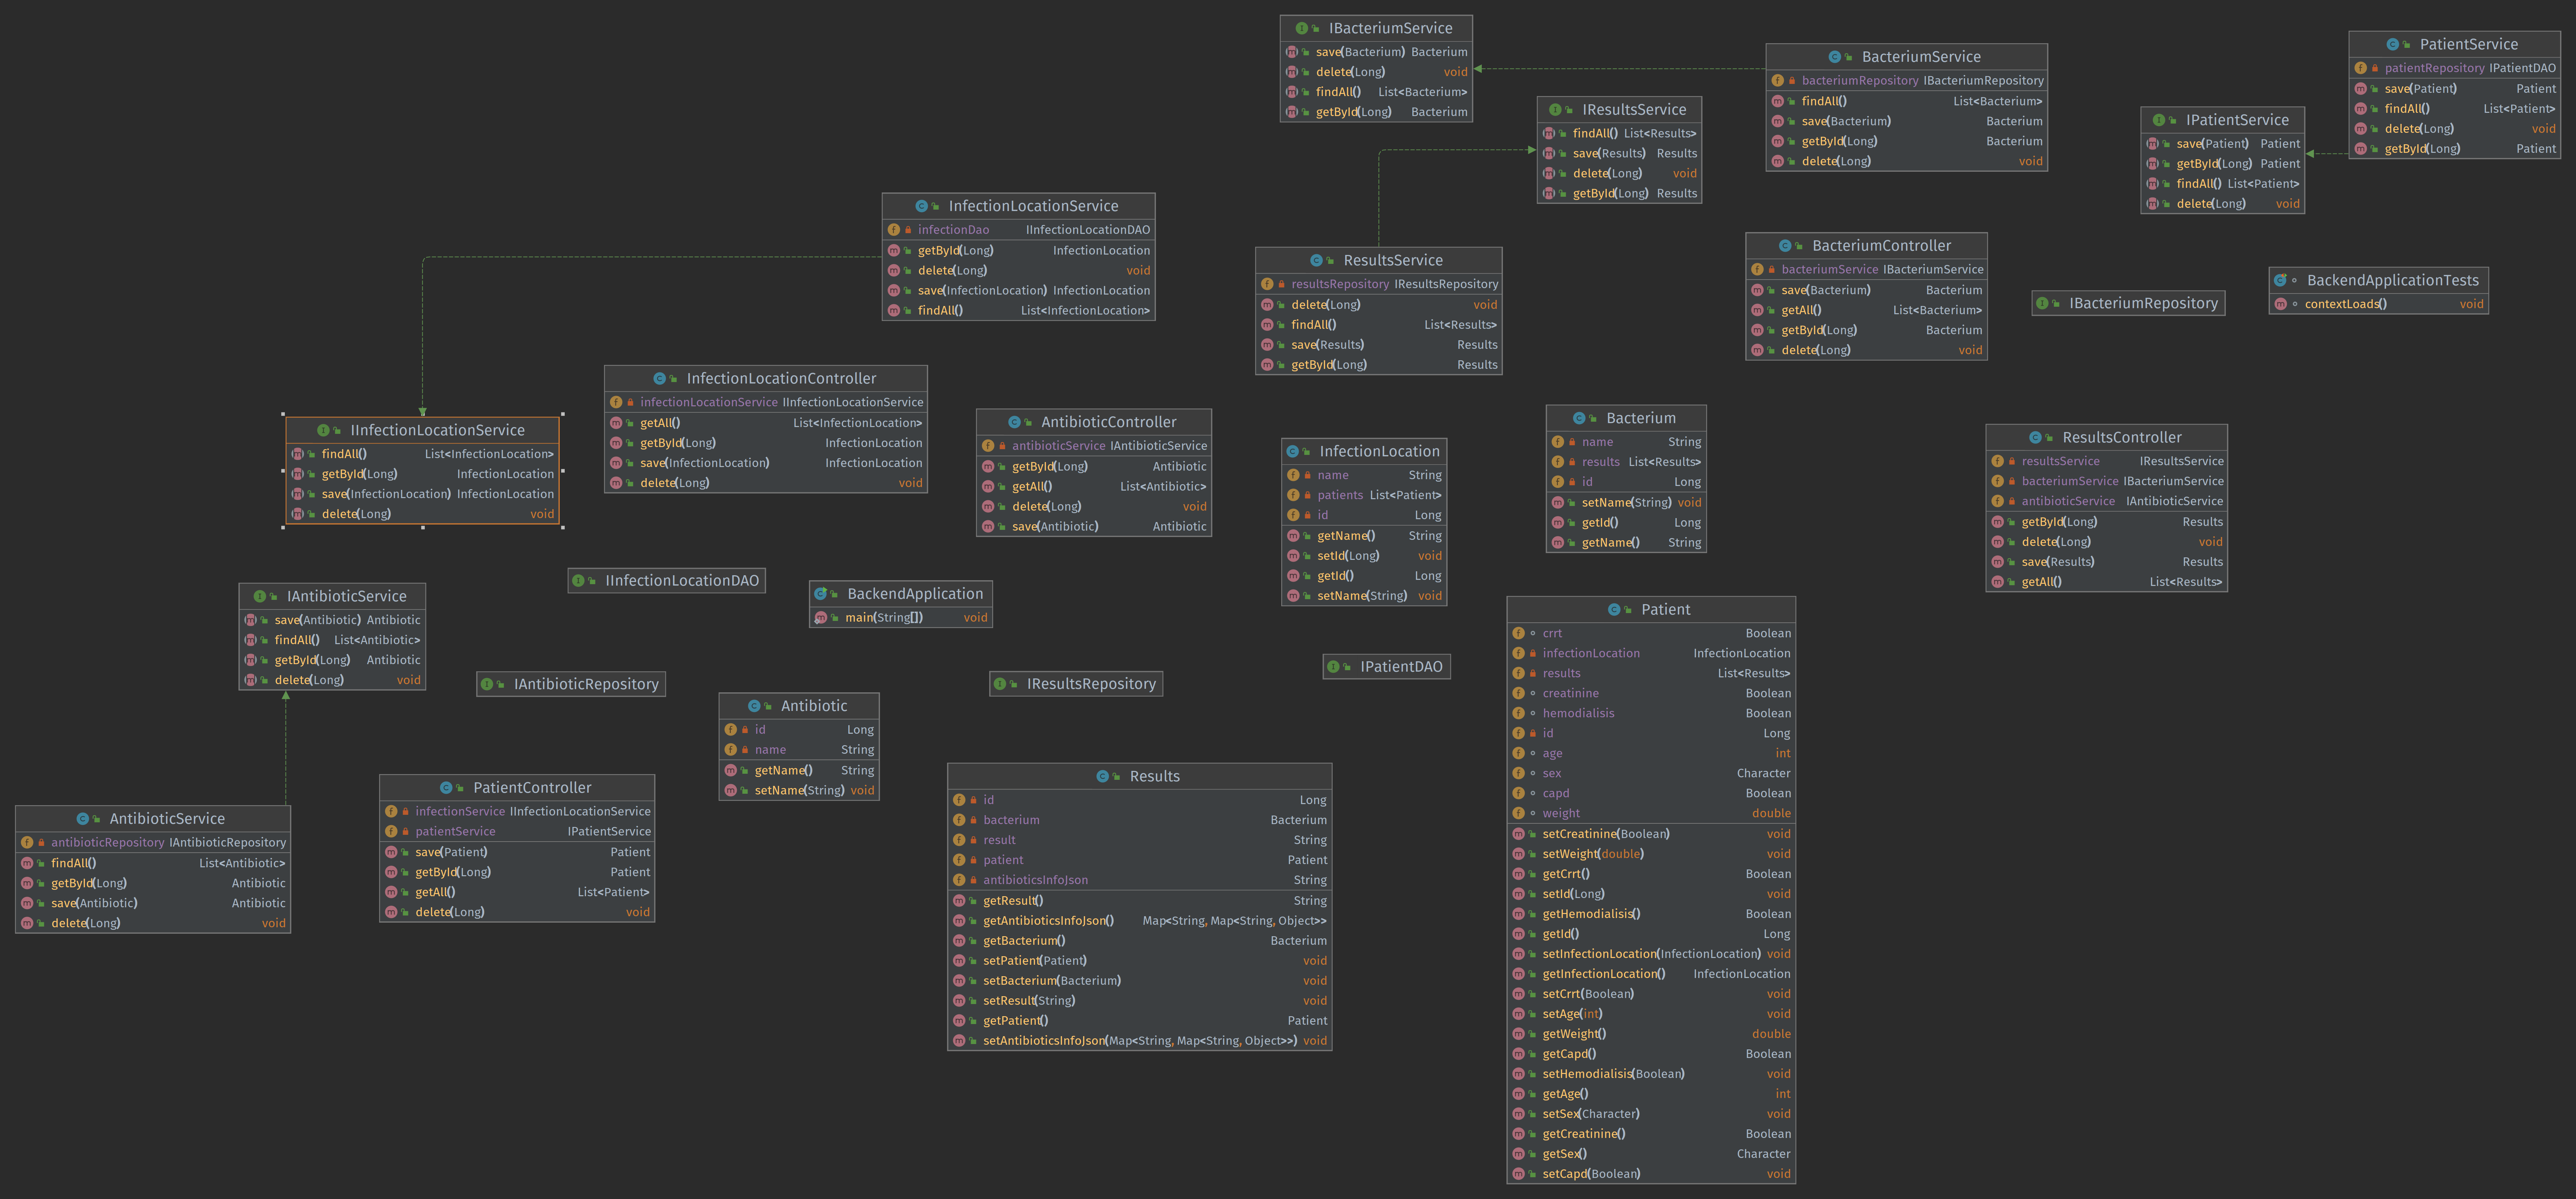 IBacteriumService
save(Bacterium) Bacterium
delete(Long) void
findAll() List<Bacterium>
getById(Long) Bacterium
BacteriumService
bacteriumRepository IBacteriumRepository
findAll() List<Bacterium>
save(Bacterium) Bacterium
getById(Long) Bacterium
delete(Long) void
PatientService
patientRepository IPatientDAO
save(Patient) Patient
findAll() List<Patient>
delete(Long) void
getById(Long) Patient
IResultsService
findAll() List<Results>
save(Results) Results
delete(Long) void
getById(Long) Results
IPatientService
save(Patient) Patient
getById(Long) Patient
findAll() List<Patient>
delete(Long) void
InfectionLocationService
infectionDao IInfectionLocationDAO
getById(Long) InfectionLocation
delete(Long) void
save(InfectionLocation) InfectionLocation
findAll() List<InfectionLocation>
ResultsService
resultsRepository IResultsRepository
delete(Long) void
findAll() List<Results>
save(Results) Results
getById(Long) Results
BacteriumController
bacteriumService IBacteriumService
save(Bacterium) Bacterium
getAll() List<Bacterium>
getById(Long) Bacterium
delete(Long) void
IBacteriumRepository
BackendApplicationTests
contextLoads() void
InfectionLocationController
infectionLocationService IInfectionLocationService
getAll() List<InfectionLocation>
getById(Long) InfectionLocation
save(InfectionLocation) InfectionLocation
delete(Long) void
IInfectionLocationService
findAll() List<InfectionLocation>
getById(Long) InfectionLocation
save(InfectionLocation) InfectionLocation
delete(Long) void
AntibioticController
antibioticService IAntibioticService
getById(Long) Antibiotic
getAll() List<Antibiotic>
delete(Long) void
save(Antibiotic) Antibiotic
InfectionLocation
name String
patients List<Patient>
id Long
getName() String
setId(Long) void
getId() Long
setName(String) void
Bacterium
name String
results List<Results>
id Long
setName(String) void
getId() Long
getName() String
ResultsController
resultsService IResultsService
bacteriumService IBacteriumService
antibioticService IAntibioticService
getById(Long) Results
delete(Long) void
save(Results) Results
getAll() List<Results>
IAntibioticService
save(Antibiotic) Antibiotic
findAll() List<Antibiotic>
getById(Long) Antibiotic
delete(Long) void
IInfectionLocationDAO
BackendApplication
main(String[]) void
IAntibioticRepository
IResultsRepository
IPatientDAO
Antibiotic
id Long
name String
getName() String
setName(String) void
Patient
crrt Boolean
infectionLocation InfectionLocation
results List<Results>
creatinine Boolean
hemodialisis Boolean
id Long
age int
sex Character
capd Boolean
weight double
setCreatinine(Boolean) void
setWeight(double) void
getCrrt() Boolean
setId(Long) void
getHemodialisis() Boolean
getId() Long
setInfectionLocation(InfectionLocation) void
getInfectionLocation() InfectionLocation
setCrrt(Boolean) void
setAge(int) void
getWeight() double
getCapd() Boolean
setHemodialisis(Boolean) void
getAge() int
setSex(Character) void
getCreatinine() Boolean
getSex() Character
setCapd(Boolean) void
AntibioticService
antibioticRepository IAntibioticRepository
findAll() List<Antibiotic>
getById(Long) Antibiotic
save(Antibiotic) Antibiotic
delete(Long) void
PatientController
infectionService IInfectionLocationService
patientService IPatientService
save(Patient) Patient
getById(Long) Patient
getAll() List<Patient>
delete(Long) void
Results
id Long
bacterium Bacterium
result String
patient Patient
antibioticsInfoJson String
getResult() String
getAntibioticsInfoJson() Map<String, Map<String, Object>>
getBacterium() Bacterium
setPatient(Patient) void
setBacterium(Bacterium) void
setResult(String) void
getPatient() Patient
setAntibioticsInfoJson(Map<String, Map<String, Object>>) void